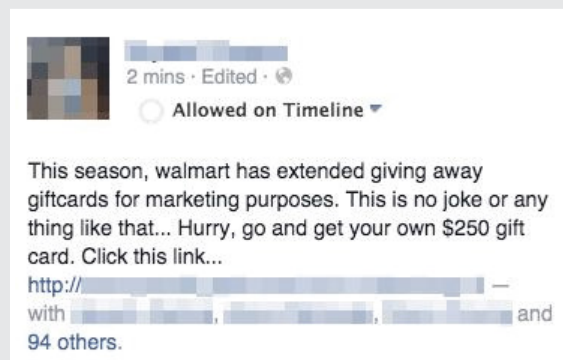 2 mins · Edited ·
Allowed on Timeline
This season, walmart has extended giving away
giftcards for marketing purposes. This is no joke or any
thing like that... Hurry, go and get your own $250 gift
card. Click this link...
http:// —
with , , and
94 others.